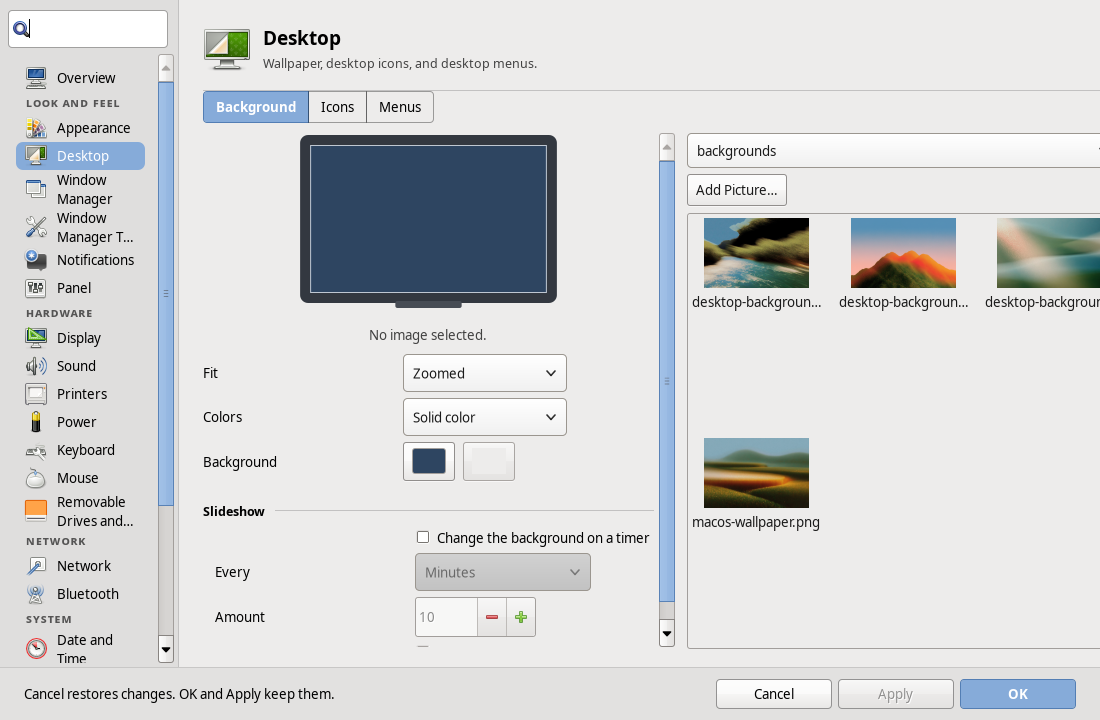 Overview
LOOK AND FEEL
Appearance
Desktop
Window
Manager
Window
Manager T...
Notifications
Panel
HARDWARE
Display
Sound
Printers
Power
Keyboard
Mouse
Removable
Drives and...
NETWORK
Network
Bluetooth
SYSTEM
Date and
Time
Desktop
Wallpaper, desktop icons, and desktop menus.
Background
Icons
Menus
No image selected.
Fit
Zoomed
Colors
Solid color
Background
Slideshow
Change the background on a timer
Every
Minutes
Amount
10
backgrounds
Add Picture...
desktop-backgroun...
desktop-backgroun...
desktop-backgroun
macos-wallpaper.png
Cancel restores changes. OK and Apply keep them.
Cancel
Apply
OK